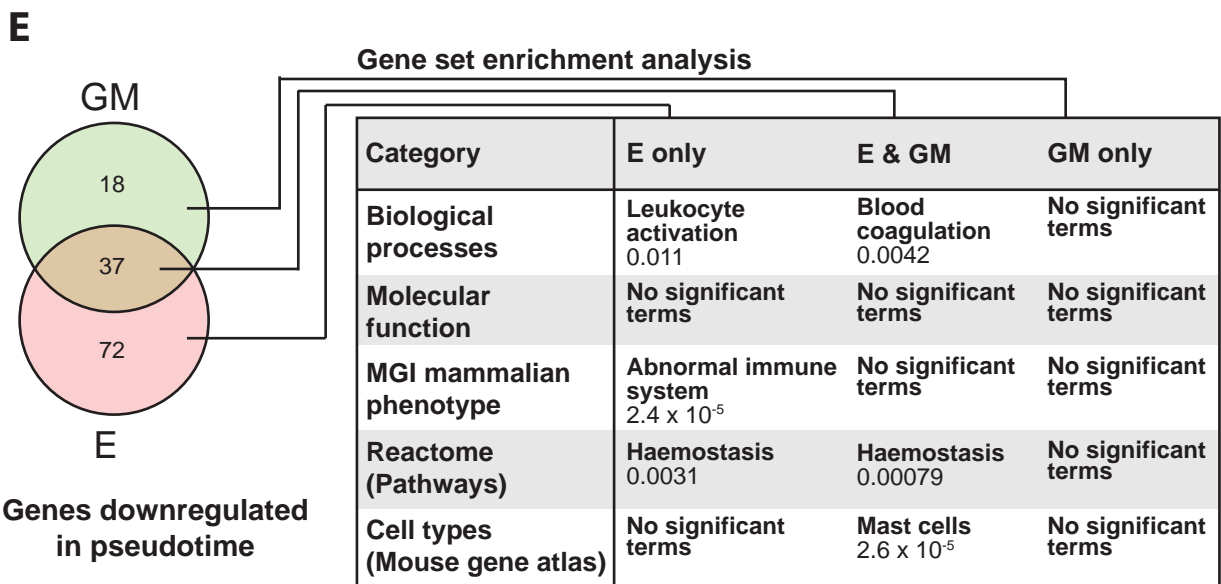 E
Gene set enrichment analysis
GM
18
37
72
E
Genes downregulated
in pseudotime
Category E only E & GM GM only
Biological
processes
Leukocyte
activation
0.011
Blood
coagulation
0.0042
No significant
terms
Molecular
function
No significant
terms
No significant
terms
No significant
terms
MGI mammalian
phenotype
Abnormal immune
system
2.4 x 10-5
No significant
terms
No significant
terms
Reactome
(Pathways)
Haemostasis
0.0031
Haemostasis
0.00079
No significant
terms
Cell types
(Mouse gene atlas)
No significant
terms
Mast cells
2.6 x 10-5
No significant
terms